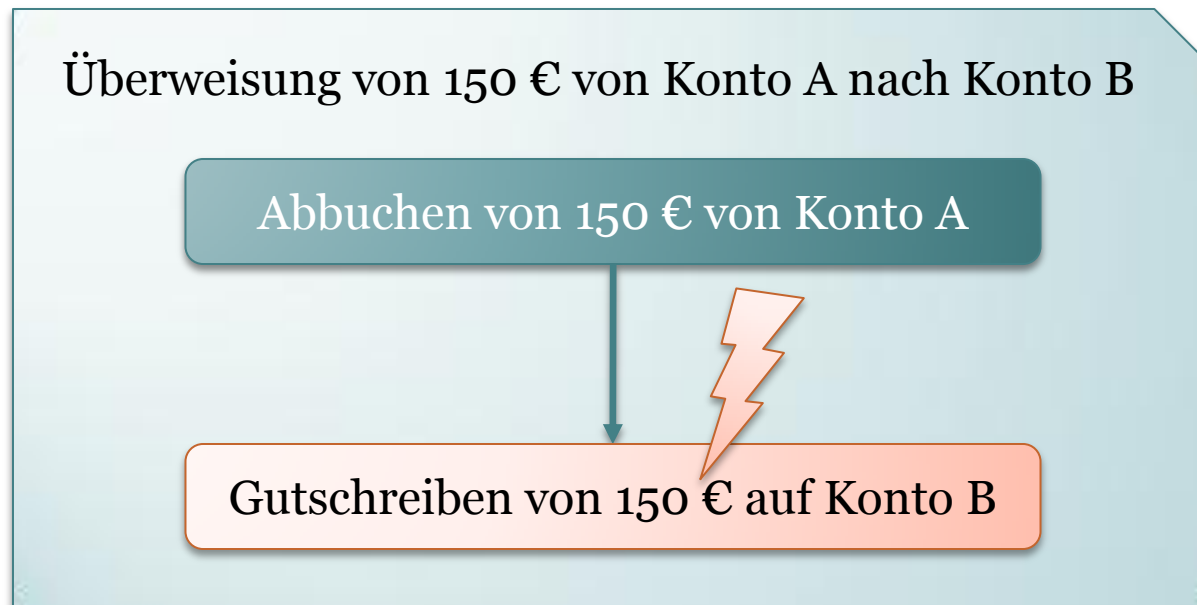 Überweisung von 150 € von Konto A nach Konto B
Abbuchen von 150 € von Konto A
Gutschreiben von 150 € auf Konto B